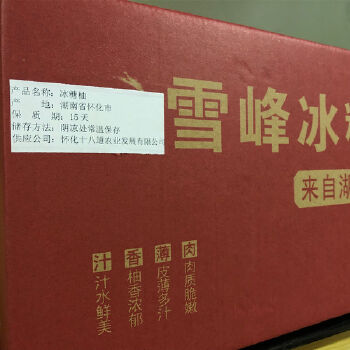 产品名称：冰糖柚
产　　地：湖南省怀化市
保　质　期：15天
储存方法：阴凉处常温保存
供应公司：怀化十八道农业发展有限公司
雪峰冰
来自湖
汁
汁水鲜美
香
柚香浓郁
薄
皮薄多汁
肉
肉质脆嫩